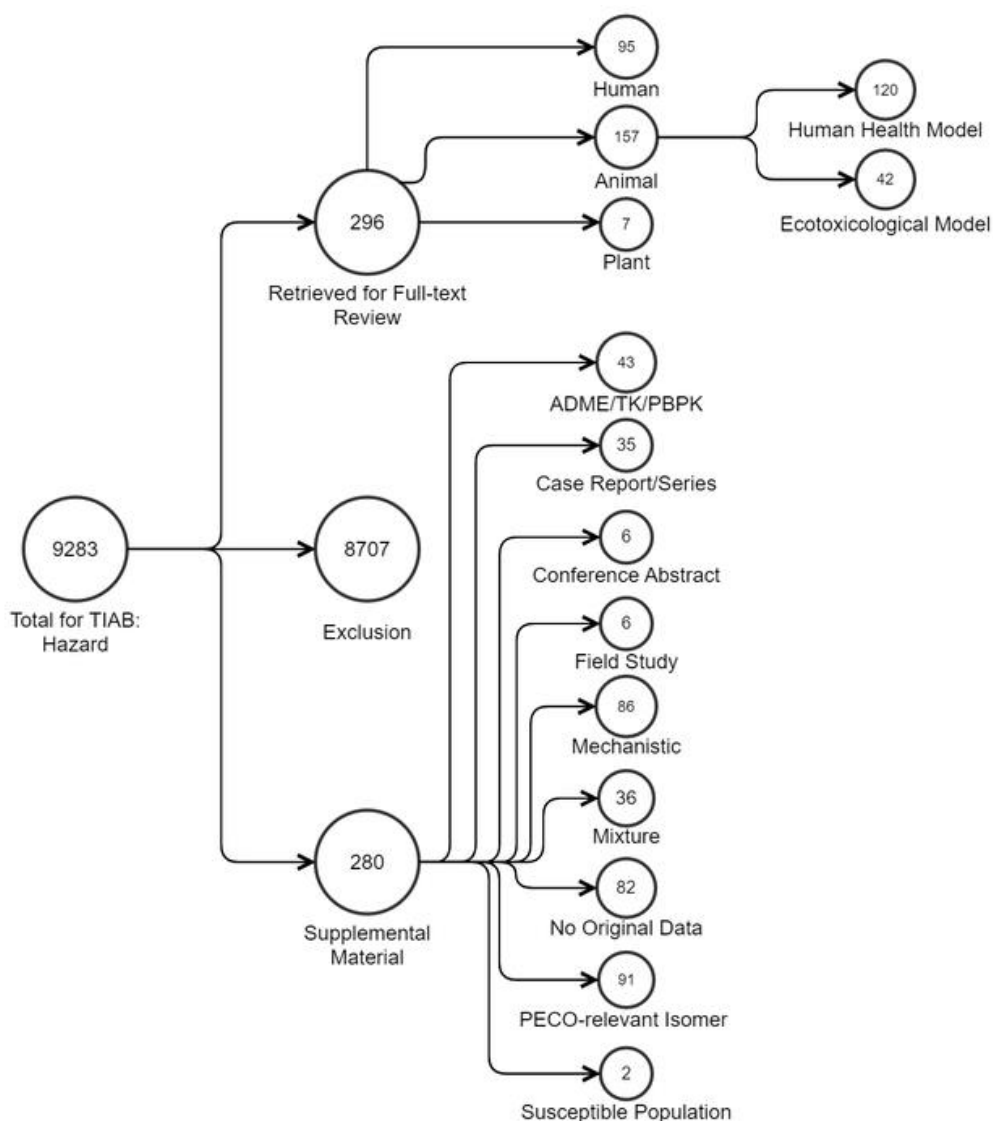 95
Human
120
Human Health Model
157
Animal
42
Ecotoxicological Model
296
Retrieved for Full-text
Review
7
Plant
43
ADME/TK/PBPK
35
Case Report/Series
9283
Total for TIAB:
Hazard
8707
Exclusion
6
Conference Abstract
6
Field Study
86
Mechanistic
36
Mixture
280
Supplemental
Material
82
No Original Data
91
PECO-relevant Isomer
2
Susceptible Population